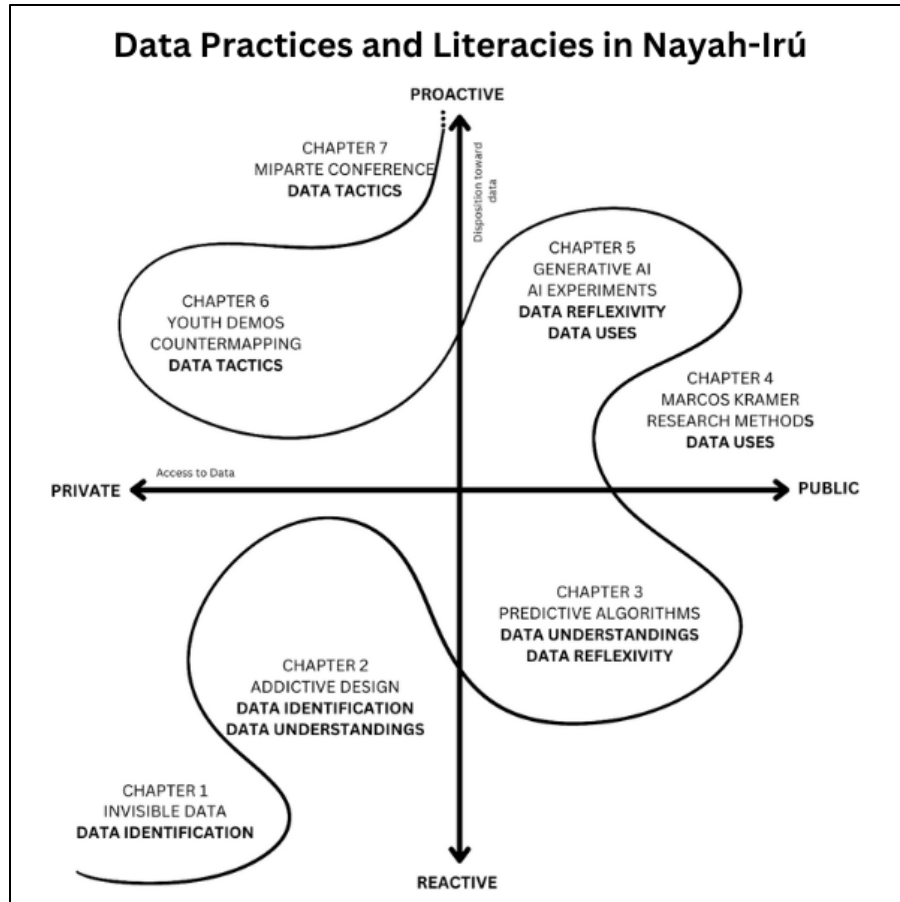 Data Practices and Literacies in Nayah-Irú
PROACTIVE
Disposition toward
data
CHAPTER 7
MIPARTE CONFERENCE
DATA TACTICS
CHAPTER 5
GENERATIVE AI
AI EXPERIMENTS
DATA REFLEXIVITY
DATA USES
CHAPTER 6
YOUTH DEMOS
COUNTERMAPPING
DATA TACTICS
CHAPTER 4
MARCOS KRAMER
RESEARCH METHODS
DATA USES
Access to Data
PRIVATE
PUBLIC
CHAPTER 3
PREDICTIVE ALGORITHMS
DATA UNDERSTANDINGS
DATA REFLEXIVITY
CHAPTER 2
ADDICTIVE DESIGN
DATA IDENTIFICATION
DATA UNDERSTANDINGS
CHAPTER 1
INVISIBLE DATA
DATA IDENTIFICATION
REACTIVE